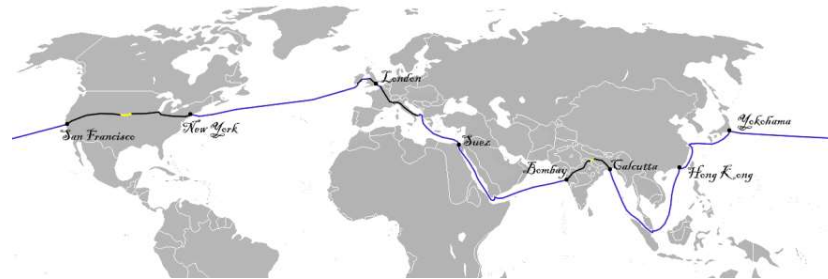 London
San Francisco
New York
Suez
Bombay
Calcutta
Hong Kong
Yokohama